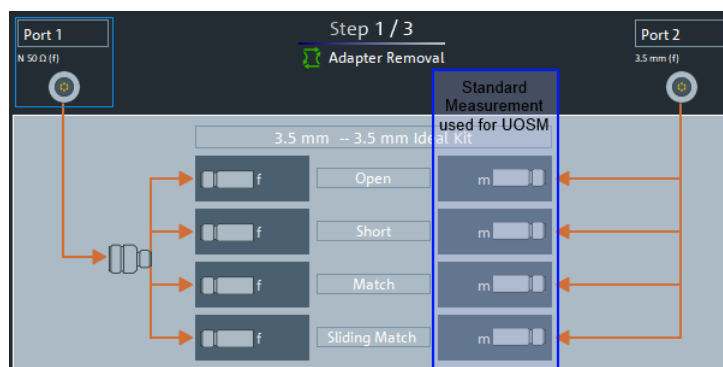 Port 1
N 50 Ω (f)
Step 1 / 3
Adapter Removal
Port 2
3.5 mm (f)
Standard
Measurement
used for UOSM
3.5 mm -- 3.5 mm Ideal Kit
f Open m
f Short m
f Match m
f Sliding Match m